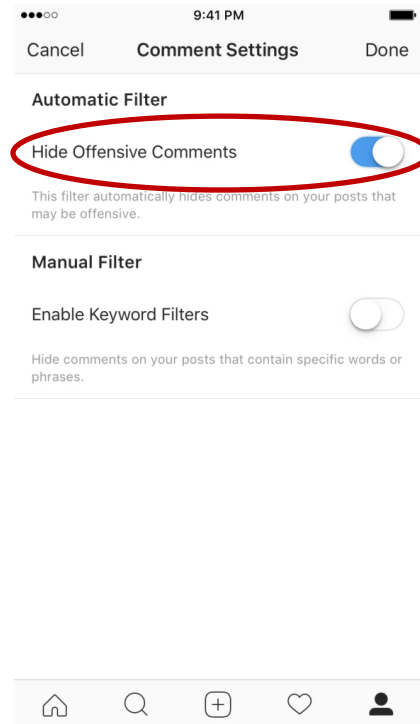 9:41 PM
Cancel Comment Settings Done
Automatic Filter
Hide Offensive Comments
This filter automatically hides comments on your posts that
may be offensive.
Manual Filter
Enable Keyword Filters
Hide comments on your posts that contain specific words or
phrases.